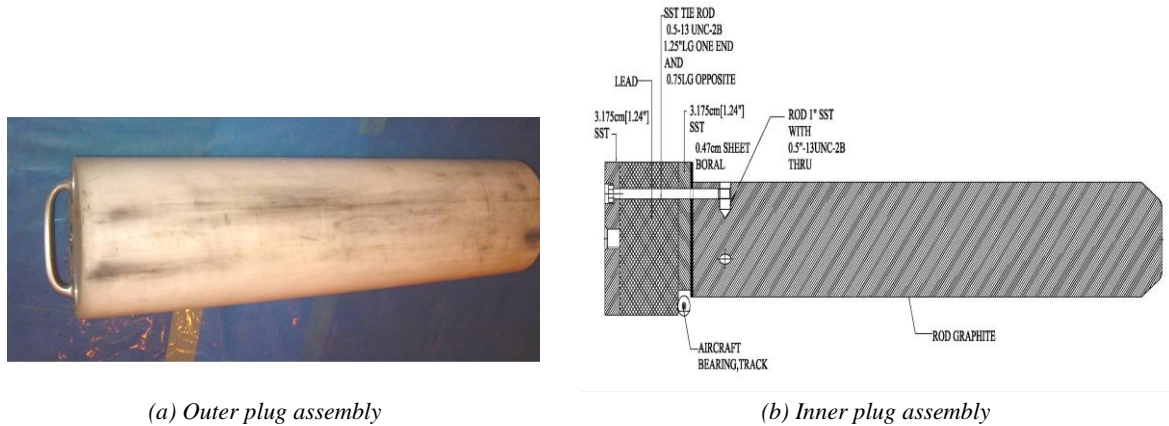 SST TIE ROD
0.5-13 UNC-2B
1.25"LG ONE END
AND
0.75LG OPPOSITE
LEAD
3.175cm[1.24"]
SST
3.175cm[1.24"]
SST
0.47cm SHEET
BORAL
ROD 1" SST
WITH
0.5"-13UNC-2B
THRU
ROD GRAPHITE
AIRCRAFT
BEARING,TRACK
(a) Outer plug assembly
(b) Inner plug assembly